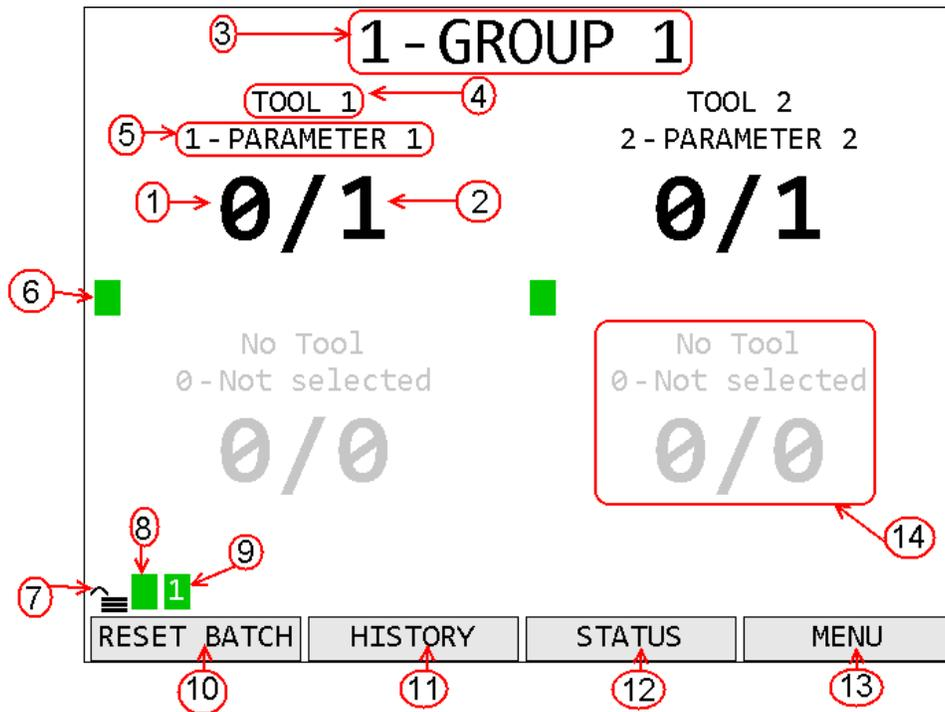 3 1-GROUP 1
TOOL 1 4 TOOL 2
5 1-PARAMETER 1 2-PARAMETER 2
1 0/1 2 0/1
6
No Tool No Tool
0-Not selected 0-Not selected
0/0 0/0
8 9 14
7 1
RESET BATCH HISTORY STATUS MENU
10 11 12 13